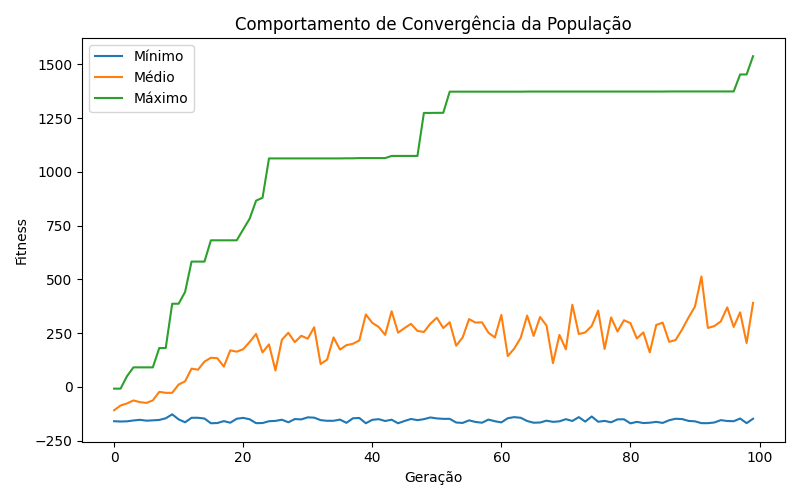 Comportamento de Convergência da População
Mínimo
Médio
Máximo
Fitness
1500
1250
1000
750
500
250
0
−250
0 20 40 60 80 100
Geração